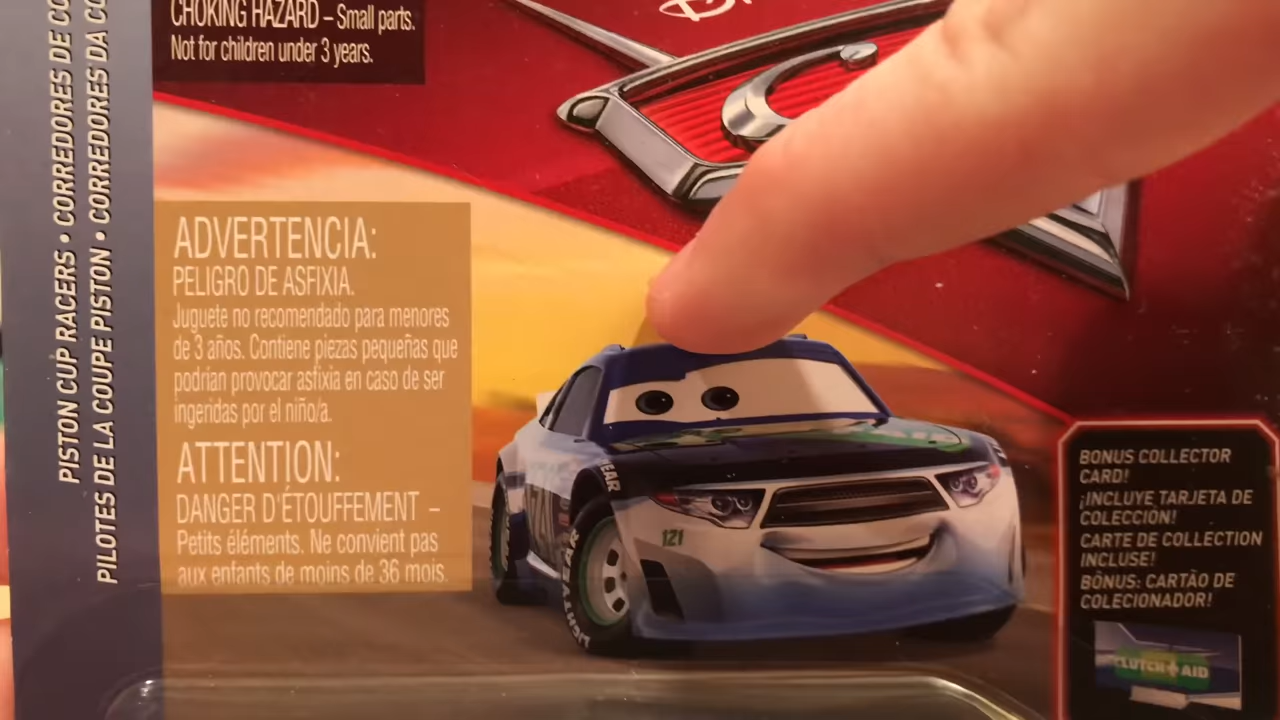 CHOKING HAZARD – Small parts.
Not for children under 3 years.
PISTON CUP RACERS • CORREDORES DE
PILOTES DE LA COUPE PISTON • CORREDORES DA
ADVERTENCIA:
PELIGRO DE ASFIXIA.
Juguete no recomendado para menores
de 3 años. Contiene piezas pequeñas que
podrían provocar asfixia en caso de ser
ingeridas por el niño/a.
ATTENTION:
DANGER D'ÉTOUFFEMENT –
Petits éléments. Ne convient pas
aux enfants de moins de 36 mois.
121
LIGHTYEAR
BONUS COLLECTOR
CARD!
¡INCLUYE TARJETA DE
COLECCIÓN!
CARTE DE COLLECTION
INCLUSE!
BÔNUS: CARTÃO DE
COLECIONADOR!
CLUTCH AID